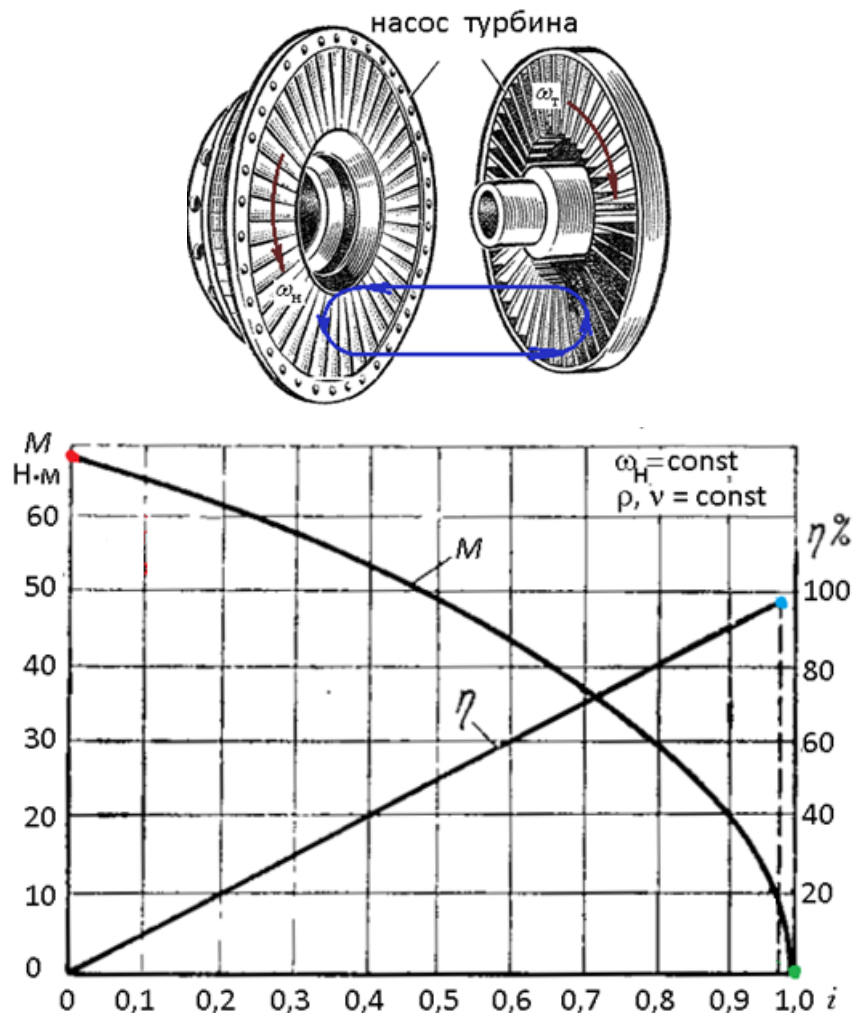 насос турбина
ω_т
ω_н
M
Н·м
ω_Н=const
ρ, ν = const
η%
60
50
40
30
20
10
0
M
η
100
80
60
40
20
0 0,1 0,2 0,3 0,4 0,5 0,6 0,7 0,8 0,9 1,0 i